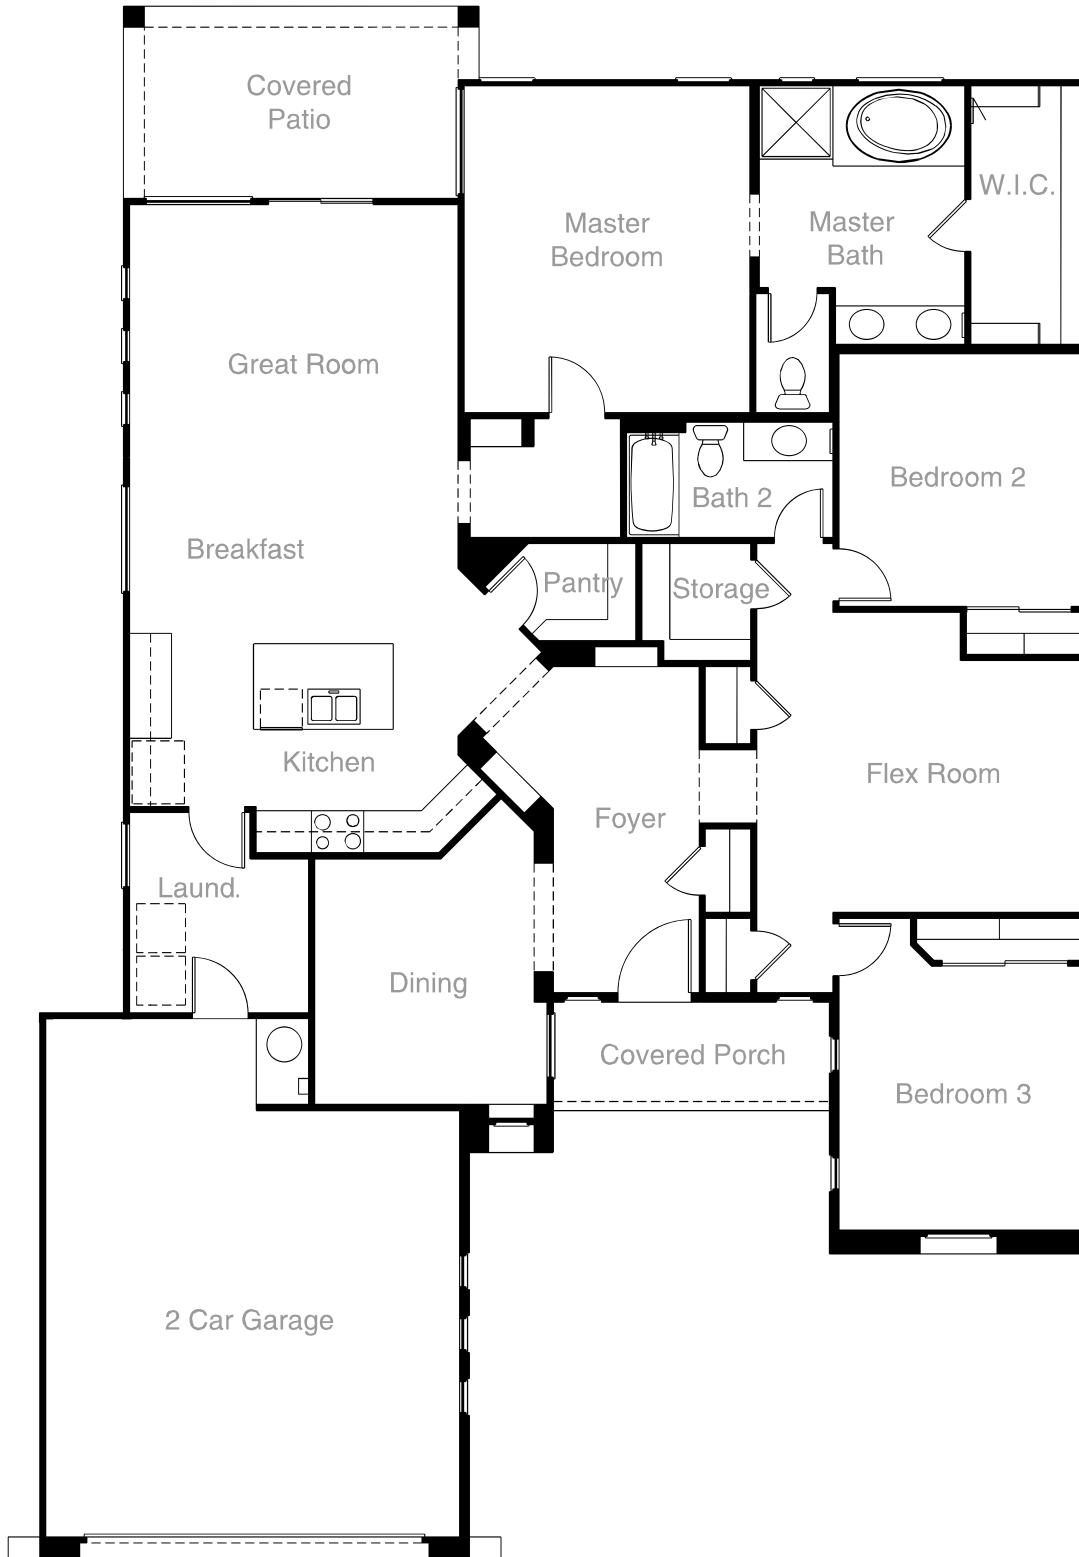 Covered
Patio
W.I.C.
Master
Bedroom
Master
Bath
Great Room
Bedroom 2
Bath 2
Breakfast
Pantry
Storage
Kitchen
Flex Room
Foyer
Laund.
Dining
Covered Porch
Bedroom 3
2 Car Garage